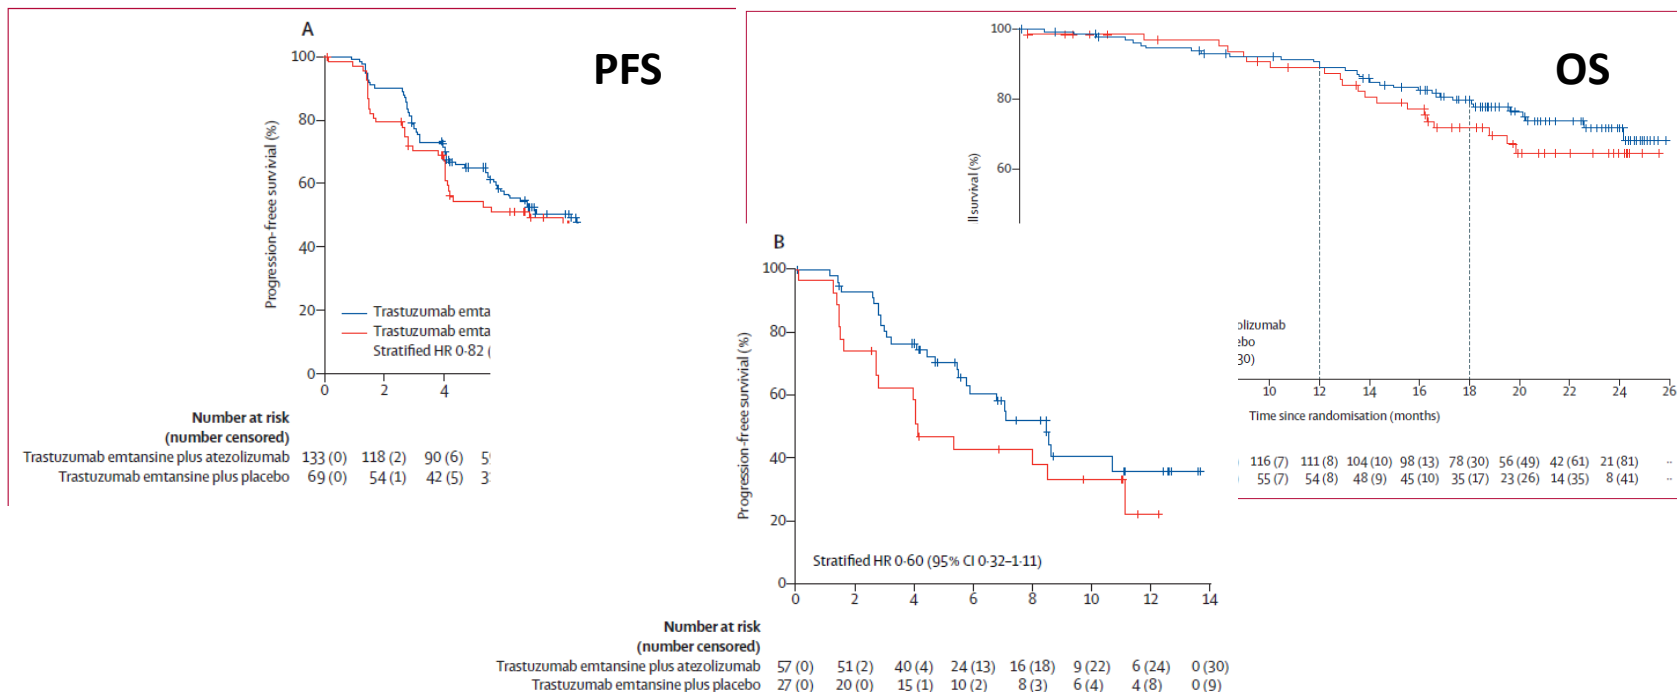 A
PFS
100
80
60
40
20
0
Progression-freee survivial (%)
Trastuzumab emta
Trastuzumab emta
Stratified HR 0·82 (
0 2 4
Number at risk
(number censored)
Trastuzumab emtansine plus atezolizumab 133 (0) 118 (2) 90 (6)
Trastuzumab emtansine plus placebo 69 (0) 54 (1) 42 (5)
OS
100
80
60
ll survival (%)
olizumab
ebo
30)
10 12 14 16 18 20 22 24 26
Time since randomisation (months)
116 (7) 111 (8) 104 (10) 98 (13) 78 (30) 56 (49) 42 (61) 21 (81) ..
55 (7) 54 (8) 48 (9) 45 (10) 35 (17) 23 (26) 14 (35) 8 (41) ..
B
100
80
60
40
20
0
Progression-freee survivial (%)
Stratified HR 0·60 (95% CI 0·32–1·11)
0 2 4 6 8 10 12 14
Number at risk
(number censored)
Trastuzumab emtansine plus atezolizumab 57 (0) 51 (2) 40 (4) 24 (13) 16 (18) 9 (22) 6 (24) 0 (30)
Trastuzumab emtansine plus placebo 27 (0) 20 (0) 15 (1) 10 (2) 8 (3) 6 (4) 4 (8) 0 (9)